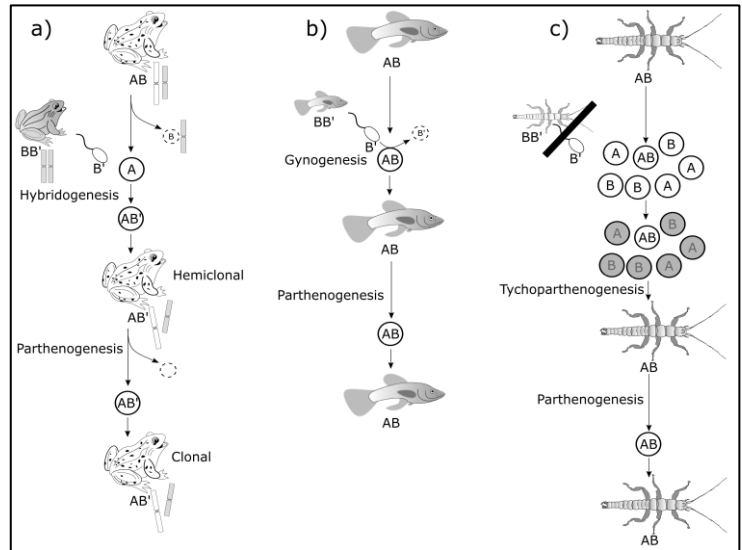 a)
AB
BB'
B'
B
A
Hybridogenesis
AB'
Hemiclonal
AB'
Parthenogenesis
AB'
Clonal
AB'
b)
AB
BB'
B'
B'
Gynogenesis
AB
AB
Parthenogenesis
AB
AB
c)
AB
BB'
B'
A
AB
B
A
B
B
A
A
AB
B
A
B
B
A
Tychoparthenogenesis
AB
Parthenogenesis
AB
AB